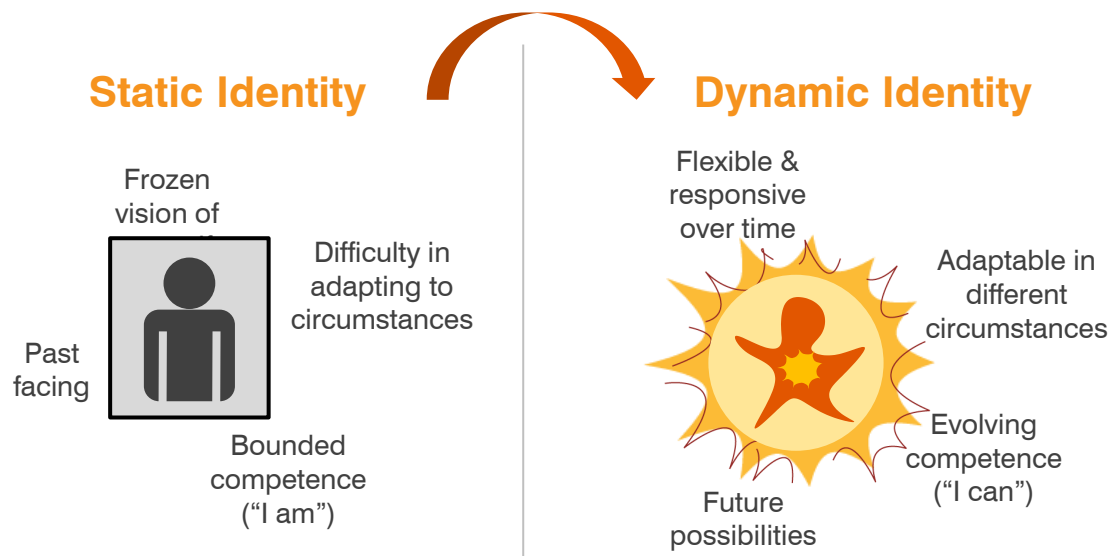 Static Identity
Frozen
vision of
Difficulty in
adapting to
circumstances
Past
facing
Bounded
competence
(“I am”)
Dynamic Identity
Flexible &
responsive
over time
Adaptable in
different
circumstances
Evolving
competence
(“I can”)
Future
possibilities